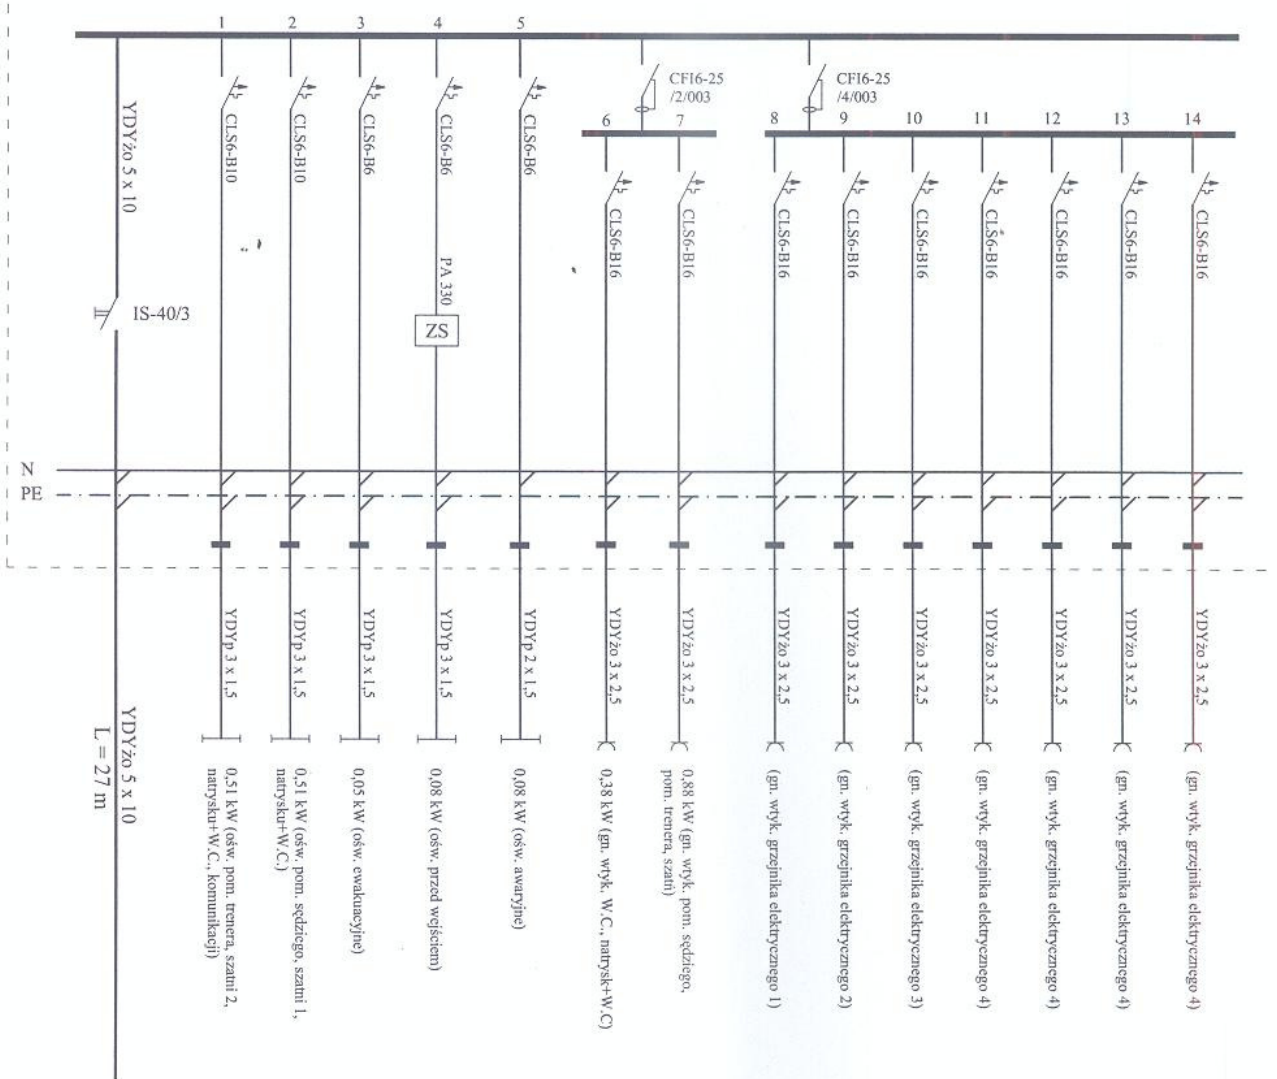 1
2
3
4
5
CFI6-25
/2/003
CFI6-25
/4/003
6
7
8
9
10
11
12
13
14
YDYżo 5 x 10
CLS6-B10
CLS6-B10
CLS6-B6
CLS6-B6
CLS6-B6
CLS6-B16
CLS6-B16
CLS6-B16
CLS6-B16
CLS6-B16
CLS6-B16
CLS6-B16
CLS6-B16
CLS6-B16
PA 330
ZS
IS-40/3
N
PE
YDYp 3 x 1,5
YDYp 3 x 1,5
YDYp 3 x 1,5
YDYp 3 x 1,5
YDYp 2 x 1,5
YDYżo 3 x 2,5
YDYżo 3 x 2,5
YDYżo 3 x 2,5
YDYżo 3 x 2,5
YDYżo 3 x 2,5
YDYżo 3 x 2,5
YDYżo 3 x 2,5
YDYżo 3 x 2,5
YDYżo 3 x 2,5
YDYżo 5 x 10
L = 27 m
0,51 kW (ośw. pom. trenera, szatni 2,
natrysku+W.C., komunikacji)
0,51 kW (ośw. pom. sędziego, szatni 1,
natrysku+W.C.)
0,05 kW (ośw. ewakuacyjne)
0,08 kW (ośw. przed wejściem)
0,08 kW (ośw. awaryjne)
0,38 kW (gn. wtyk. W.C., natrysk+W.C)
0,88 kW (gn. wtyk. pom. sędziego,
pom. trenera, szatń)
(gn. wtyk. grzejnika elektrycznego 1)
(gn. wtyk. grzejnika elektrycznego 2)
(gn. wtyk. grzejnika elektrycznego 3)
(gn. wtyk. grzejnika elektrycznego 4)
(gn. wtyk. grzejnika elektrycznego 4)
(gn. wtyk. grzejnika elektrycznego 4)
(gn. wtyk. grzejnika elektrycznego 4)